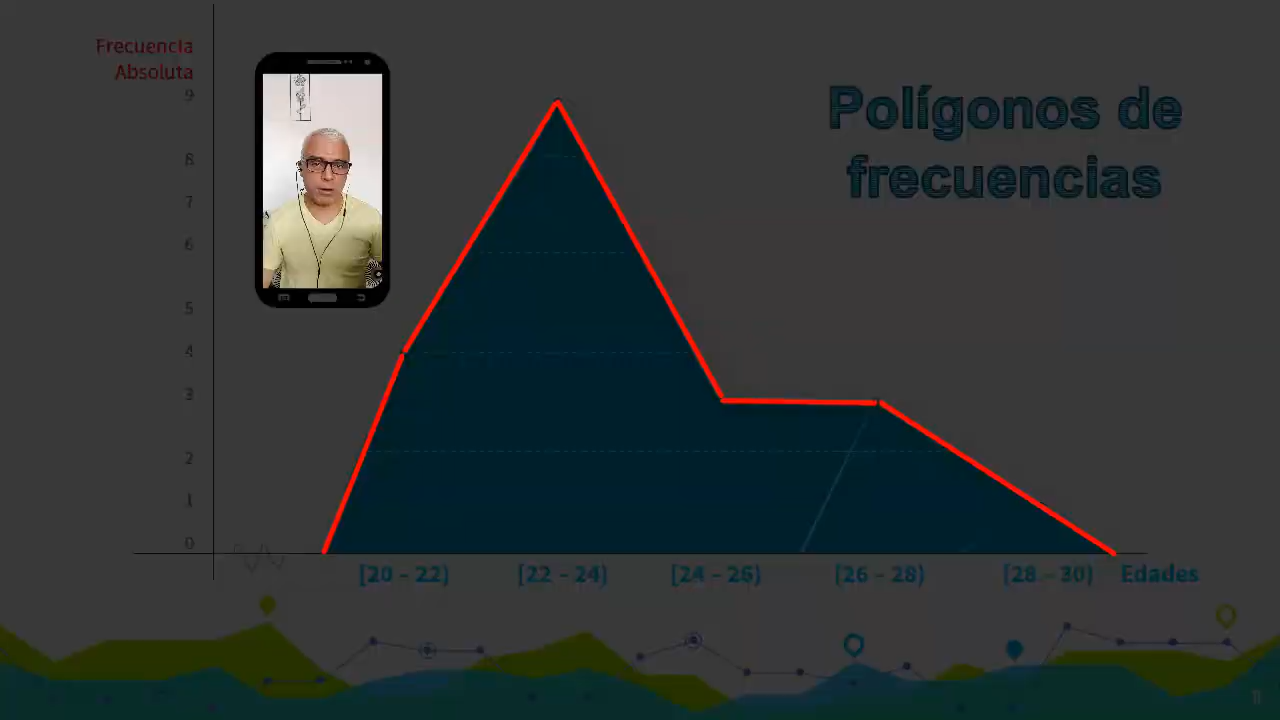 Frecuencia
Absoluta
Polígonos de
frecuencias
9
8
7
6
5
4
3
2
1
0
[20 - 22) [22 - 24) [24 - 26) [26 - 28) [28 - 30) Edades